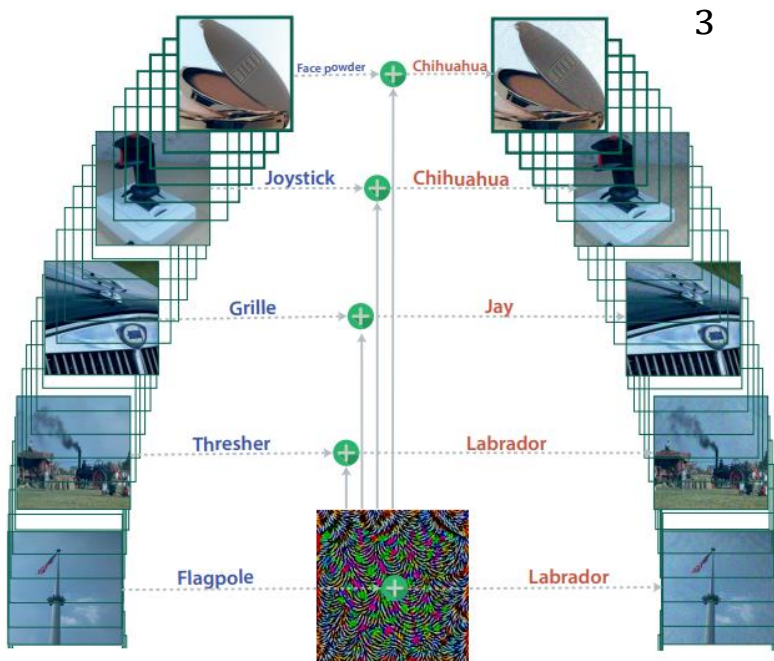 3
Face powder Chihuahua
Joystick Chihuahua
Grille Jay
Thresher Labrador
Flagpole Labrador